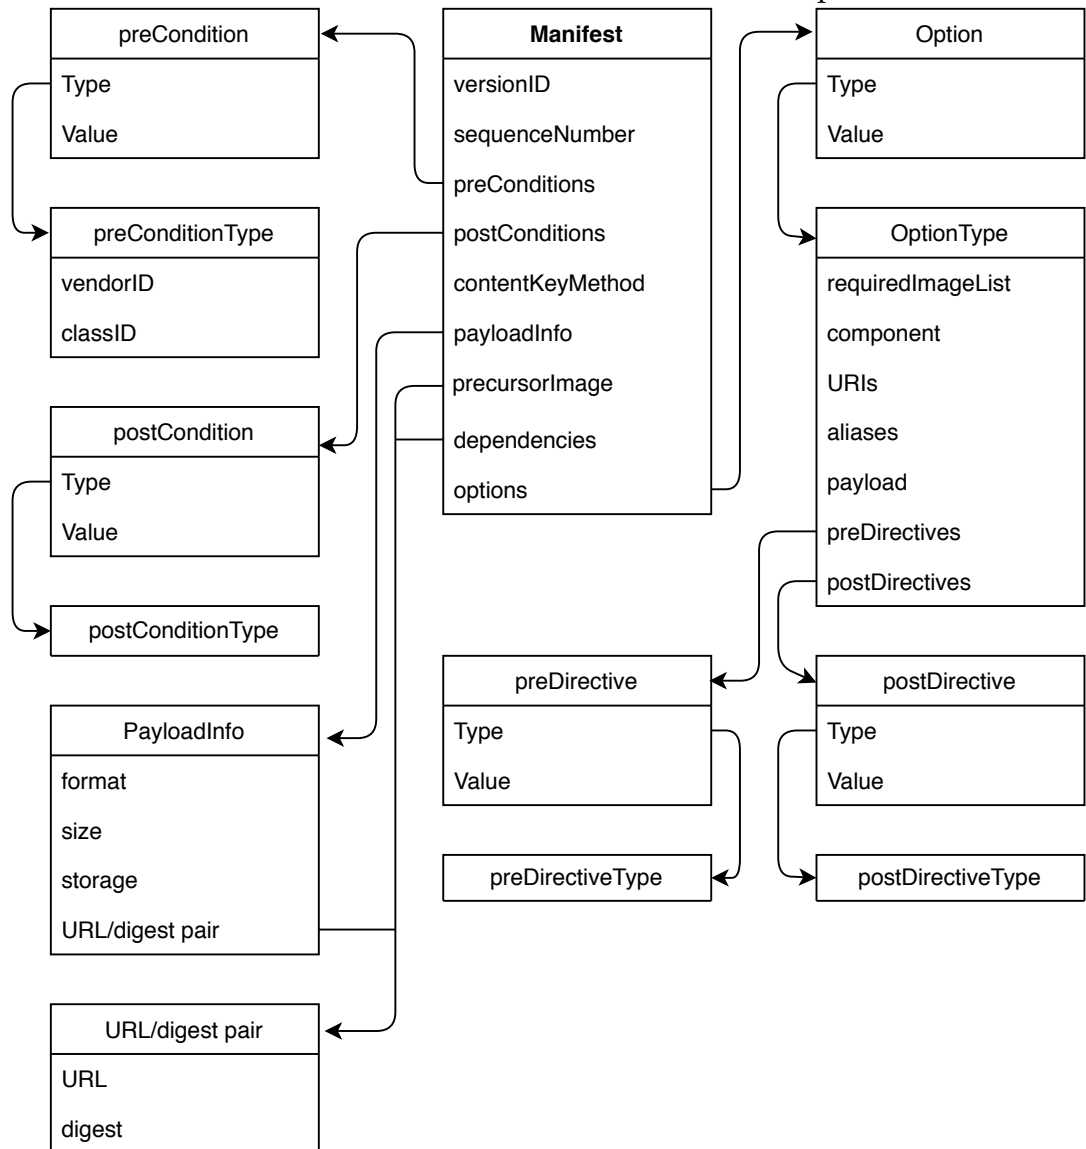 preCondition
Type
Value
preConditionType
vendorID
classID
postCondition
Type
Value
postConditionType
PayloadInfo
format
size
storage
URL/digest pair
URL/digest pair
URL
digest
Manifest
versionID
sequenceNumber
preConditions
postConditions
contentKeyMethod
payloadInfo
precursorImage
dependencies
options
preDirective
Type
Value
preDirectiveType
Option
Type
Value
OptionType
requiredImageList
component
URIs
aliases
payload
preDirectives
postDirectives
postDirective
Type
Value
postDirectiveType